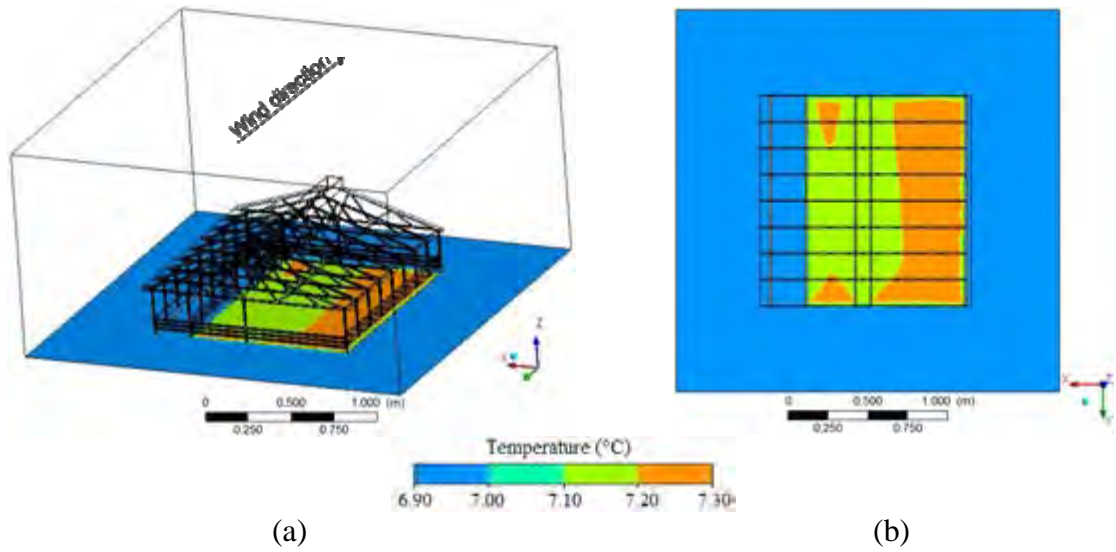 Wind direction
Z
X
0 0.500 1.000 (m)
0.250 0.750
0 0.500 1.000 (m)
0.250 0.750
X Z
Y
Temperature (°C)
6.90 7.00 7.10 7.20 7.30
(a) (b)